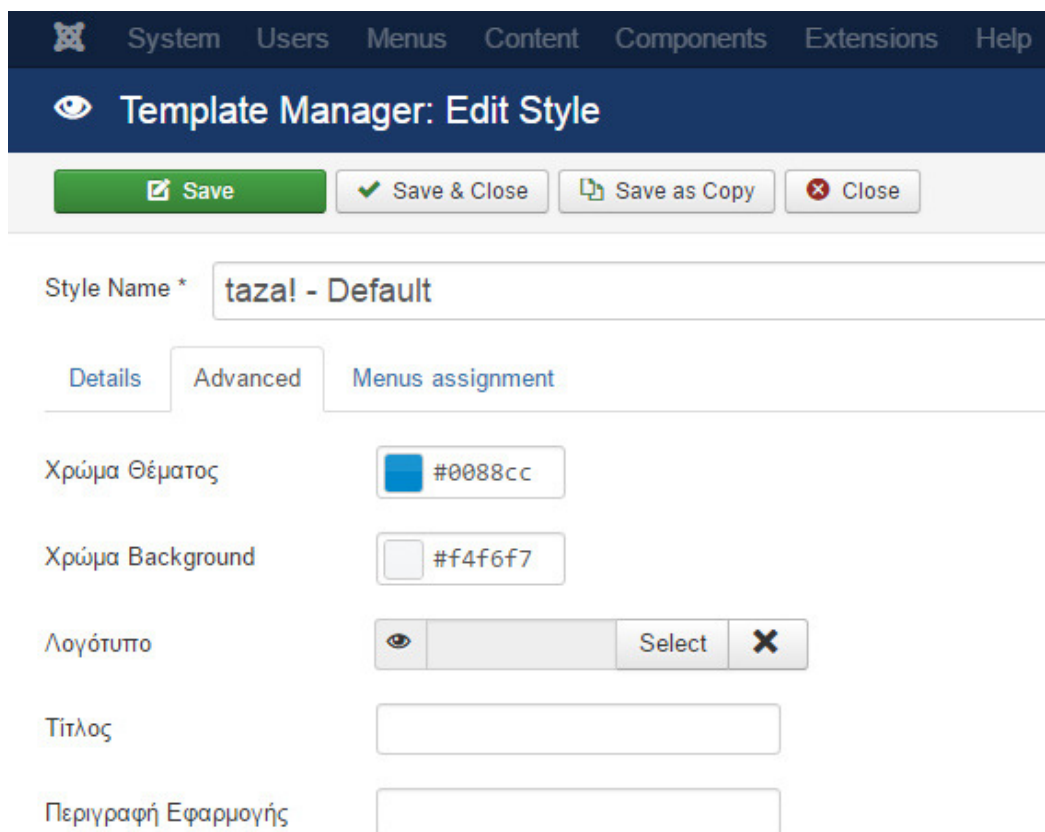 System Users Menus Content Components Extensions Help
Template Manager: Edit Style
Save Save & Close Save as Copy Close
Style Name * taza! - Default
Details Advanced Menus assignment
Χρώμα Θέματος #0088cc
Χρώμα Background #f4f6f7
Λογότυπο Select
Τίτλος
Περιγραφή Εφαρμογής